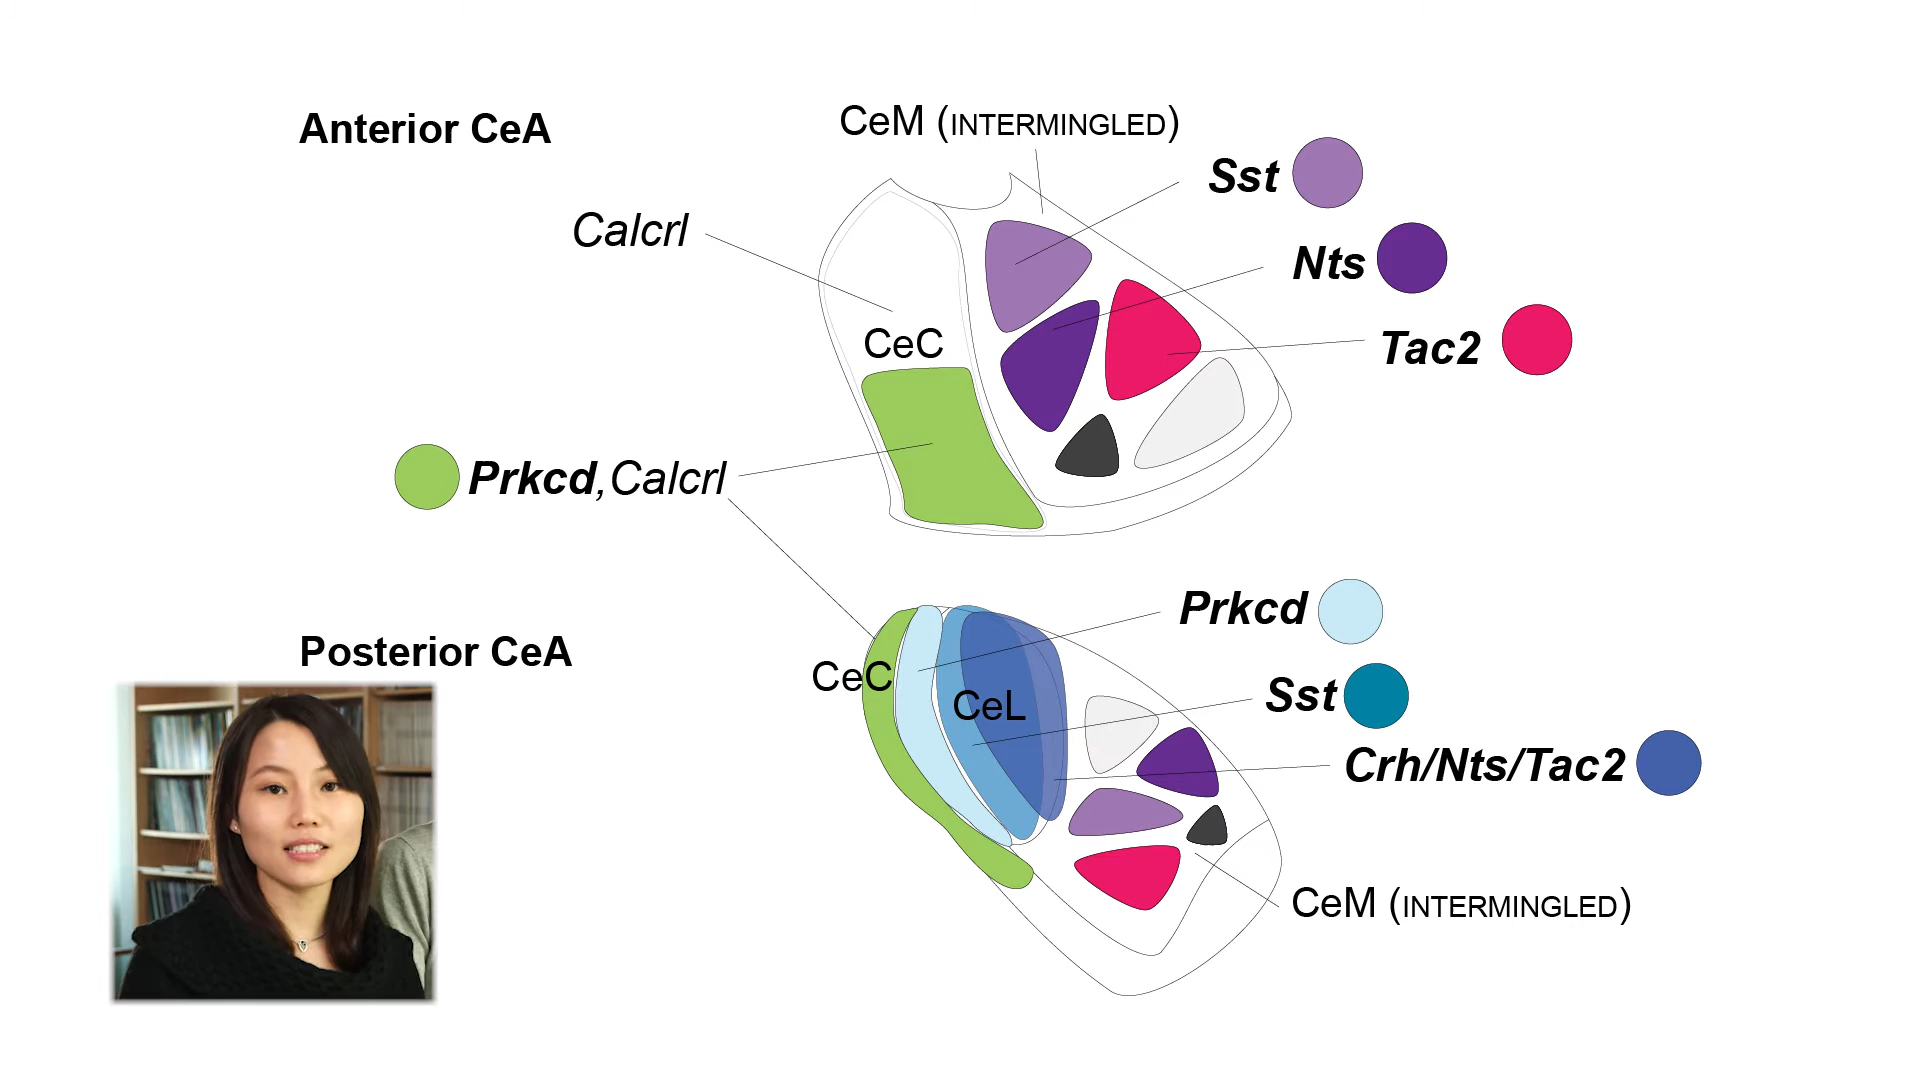 Anterior CeA
CeM (INTERMINGLED)
Sst
Calcrl
Nts
CeC
Tac2
Prkcd,Calcrl
Posterior CeA
Prkcd
CeC
CeL
Sst
Crh/Nts/Tac2
CeM (INTERMINGLED)